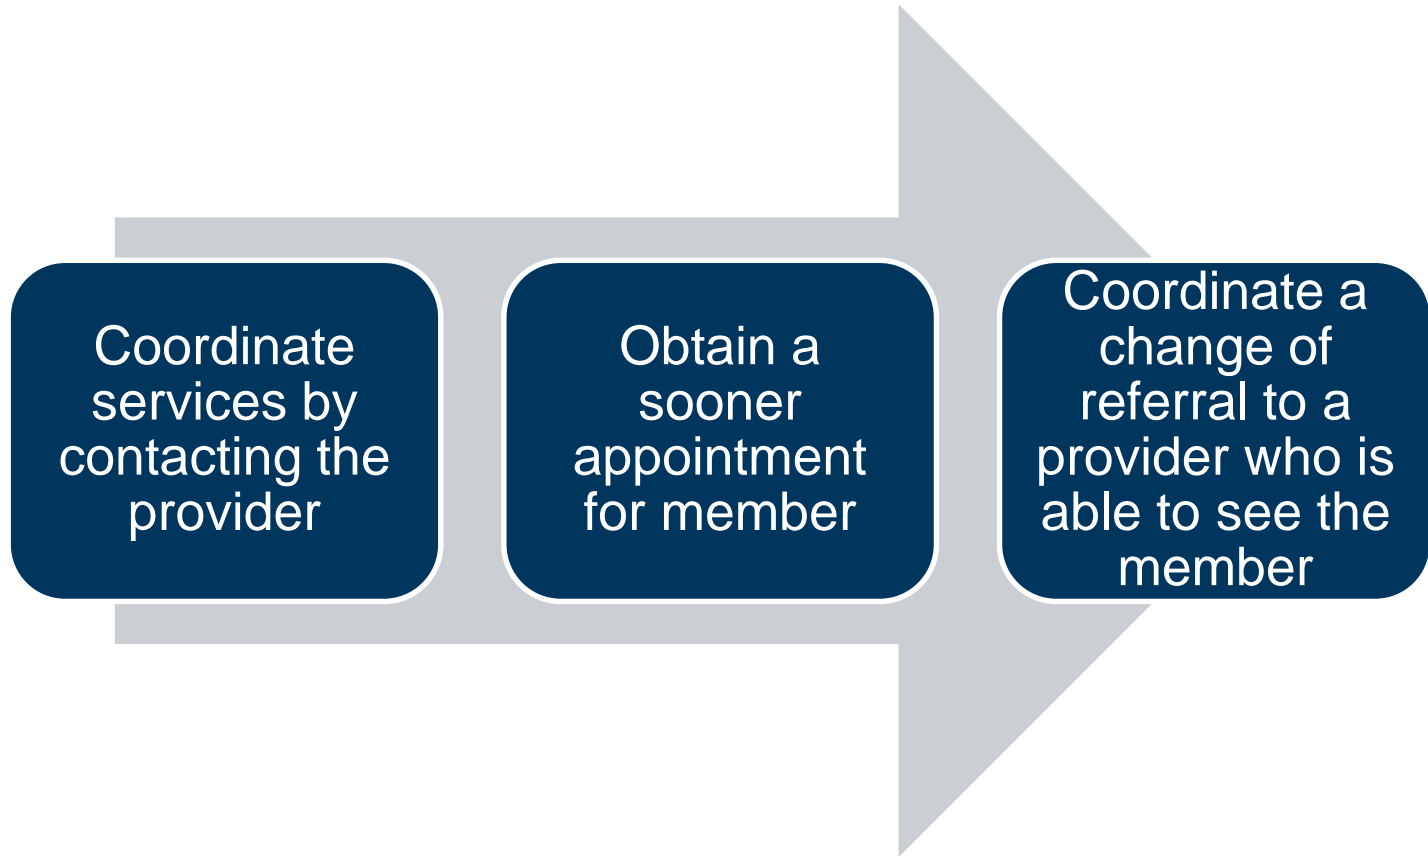 Coordinate
services by
contacting the
provider
Obtain a
sooner
appointment
for member
Coordinate a
change of
referral to a
provider who is
able to see the
member